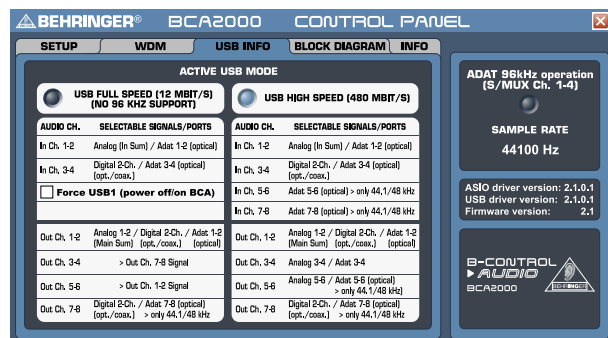 BEHRINGER® BCA2000 CONTROL PANEL
SETUP WDM USB INFO BLOCK DIAGRAM INFO
ACTIVE USB MODE
USB FULL SPEED (12 MBIT/S)
(NO 96 KHZ SUPPORT)
AUDIO CH. SELECTABLE SIGNALS/PORTS
In Ch. 1-2 Analog (In Sum) / Adat 1-2 (optical)
In Ch. 3-4 Digital 2-Ch. / Adat 3-4 (optical)
(opt./coax.)
Force USB1 (power off/on BCA)
Out Ch. 1-2 Analog 1-2 / Digital 2-Ch. / Adat 1-2
(Main Sum) (opt./coax.) (optical)
Out Ch. 3-4 > Out Ch. 7-8 Signal
Out Ch. 5-6 > Out Ch. 1-2 Signal
Out Ch. 7-8 Digital 2-Ch. / Adat 7-8 (optical)
(opt./coax.) > only 44.1/48 kHz
USB HIGH SPEED (480 MBIT/S)
AUDIO CH. SELECTABLE SIGNALS/PORTS
In Ch. 1-2 Analog (In Sum) / Adat 1-2 (optical)
In Ch. 3-4 Digital 2-Ch. / Adat 3-4 (optical)
(opt./coax.)
In Ch. 5-6 Adat 5-6 (optical) > only 44.1/48 kHz
In Ch. 7-8 Adat 7-8 (optical) > only 44.1/48 kHz
Out Ch. 1-2 Analog 1-2 / Digital 2-Ch. / Adat 1-2
(Main Sum) (opt./coax.) (optical)
Out Ch. 3-4 Analog 3-4 / Adat 3-4
Out Ch. 5-6 Analog 5-6 / Adat 5-6 (optical)
> only 44.1/48 kHz)
Out Ch. 7-8 Digital 2-Ch. / Adat 7-8 (optical)
(opt./coax.) > only 44.1/48 kHz
ADAT 96kHz operation
(S/MUX Ch. 1-4)
SAMPLE RATE
44100 Hz
ASIO driver version: 2.1.0.1
USB driver version: 2.1.0.1
Firmware version: 2.1
B-CONTROL
AUDIO
BCA2000
BEHRINGER